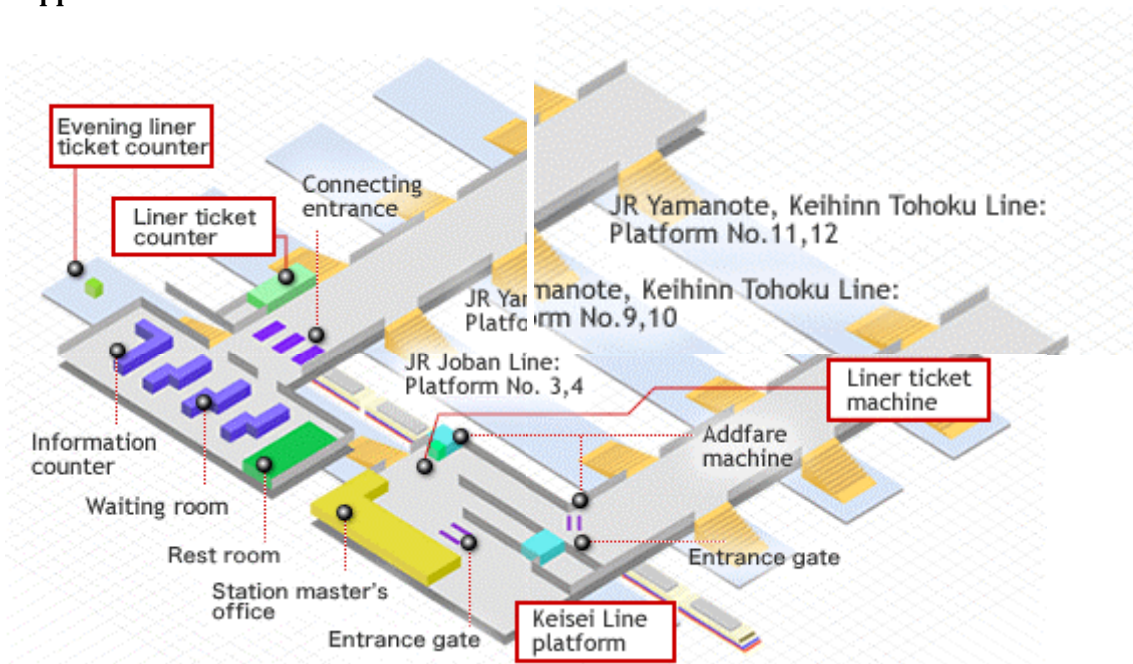 Evening liner
ticket counter
Connecting
entrance
Liner ticket
counter
JR Yamanote, Keihinn Tohoku Line:
Platform No.11,12
JR Yamanote, Keihinn Tohoku Line:
Platform No.9,10
JR Joban Line:
Platform No. 3,4
Liner ticket
machine
Information
counter
Addfare
machine
Waiting room
Rest room
Entrance gate
Station master's
office
Entrance gate
Keisei Line
platform